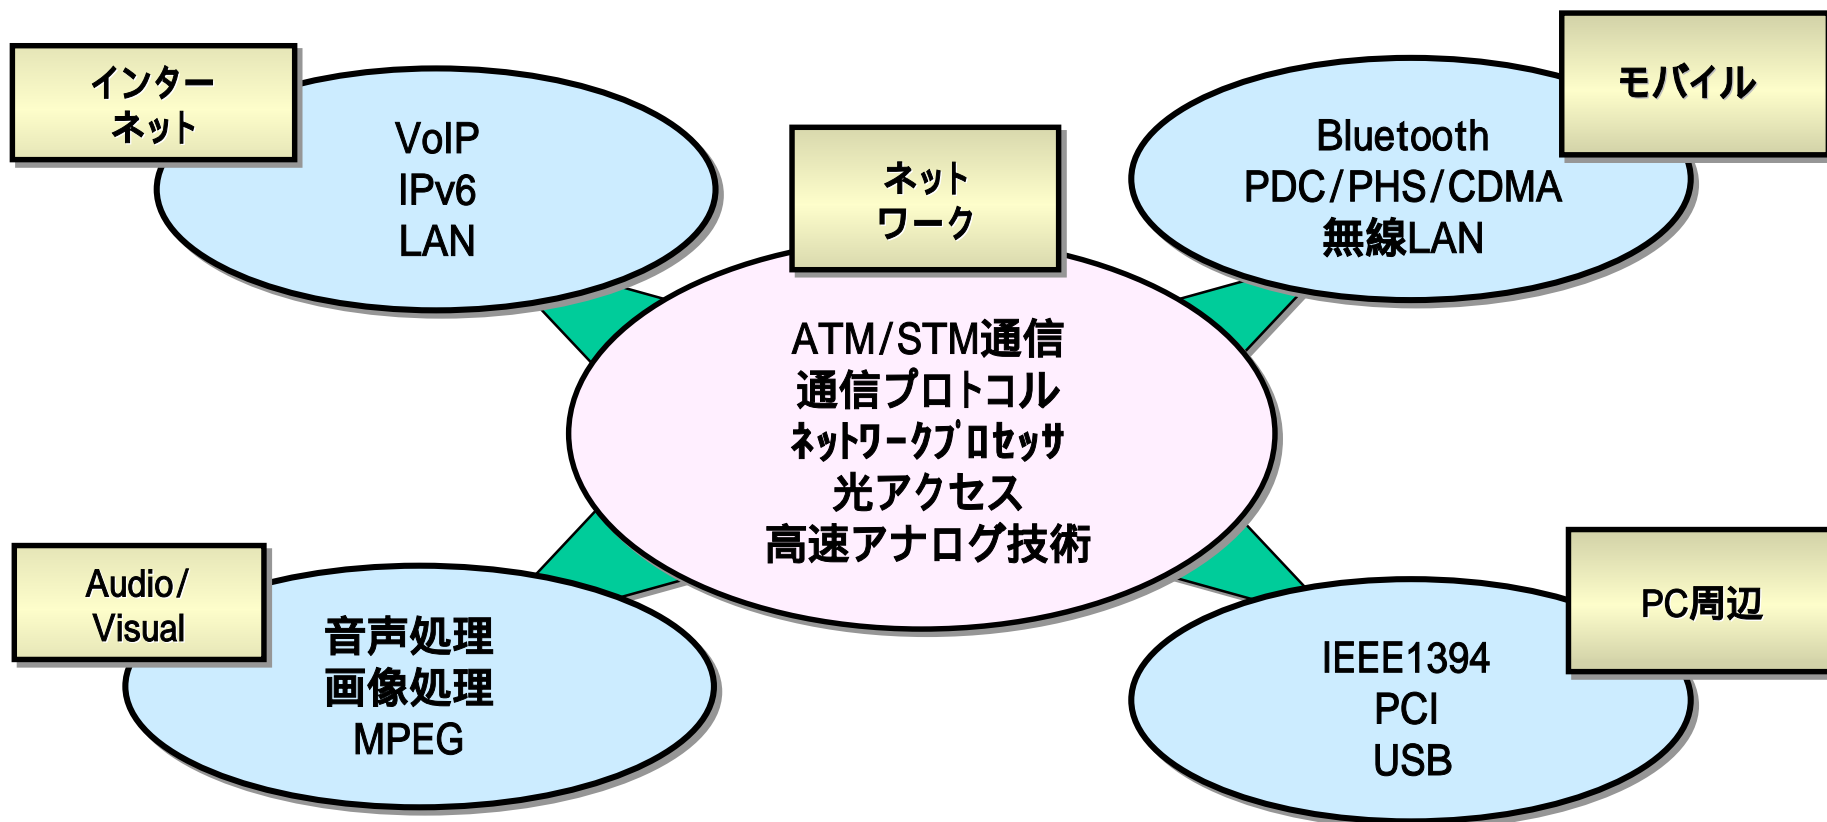 インター
ネット
VoIP
IPv6
LAN
ネット
ワーク
モバイル
Bluetooth
PDC/PHS/CDMA
無線LAN
ATM/STM通信
通信プロトコル
ﾈｯﾄﾜｰｸﾌﾟﾛｾｯｻ
光アクセス
高速アナログ技術
Audio/
Visual
音声処理
画像処理
MPEG
PC周辺
IEEE1394
PCI
USB